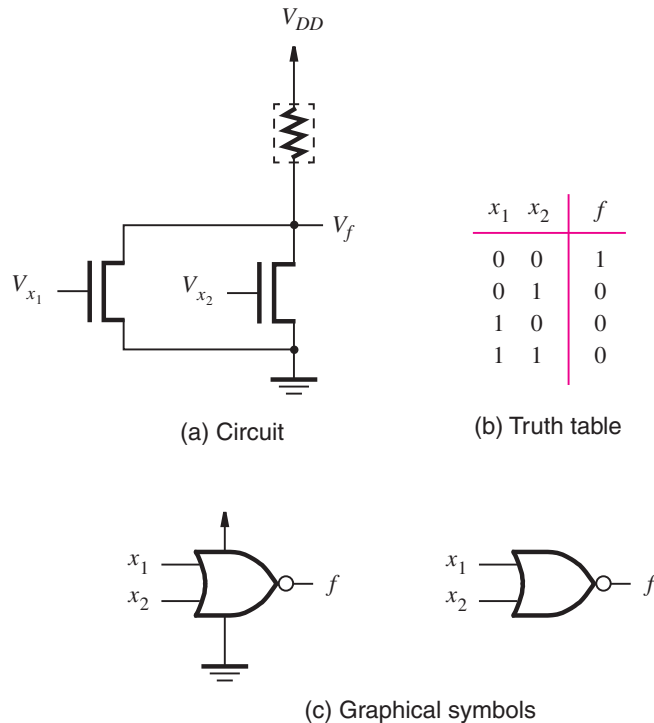 V_DD
V_f
V_x₁
V_x₂
(a) Circuit
x₁ x₂ f
0 0 1
0 1 0
1 0 0
1 1 0
(b) Truth table
x₁
x₂
f
x₁
x₂
f
(c) Graphical symbols